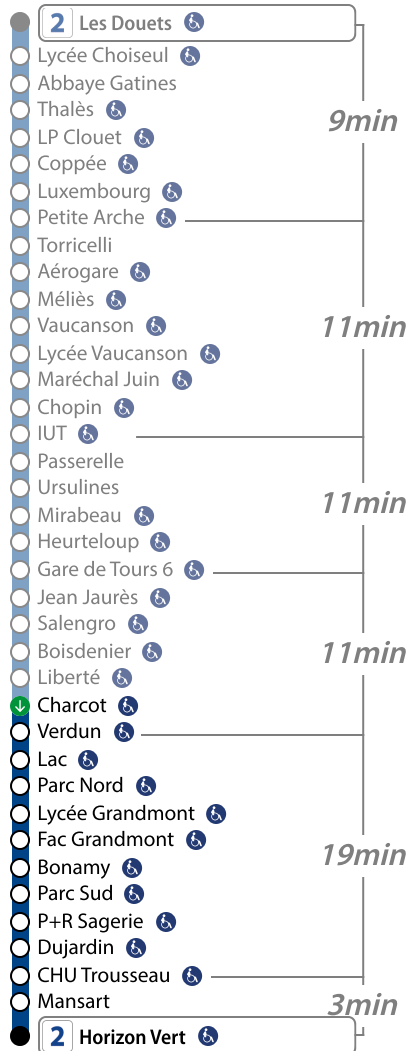 2 Les Douets
Lycée Choiseul
Abbaye Gatines
Thalès
9min
LP Clouet
Coppée
Luxembourg
Petite Arche
Torricelli
Aérogare
Méliès
Vaucanson
11min
Lycée Vaucanson
Maréchal Juin
Chopin
IUT
Passerelle
Ursulines
11min
Mirabeau
Heurteloup
Gare de Tours 6
Jean Jaurès
Salengro
Boisdenier
11min
Liberté
Charcot
Verdun
Lac
Parc Nord
Lycée Grandmont
Fac Grandmont
19min
Bonamy
Parc Sud
P+R Sagerie
Dujardin
CHU Trousseau
Mansart
3min
2 Horizon Vert